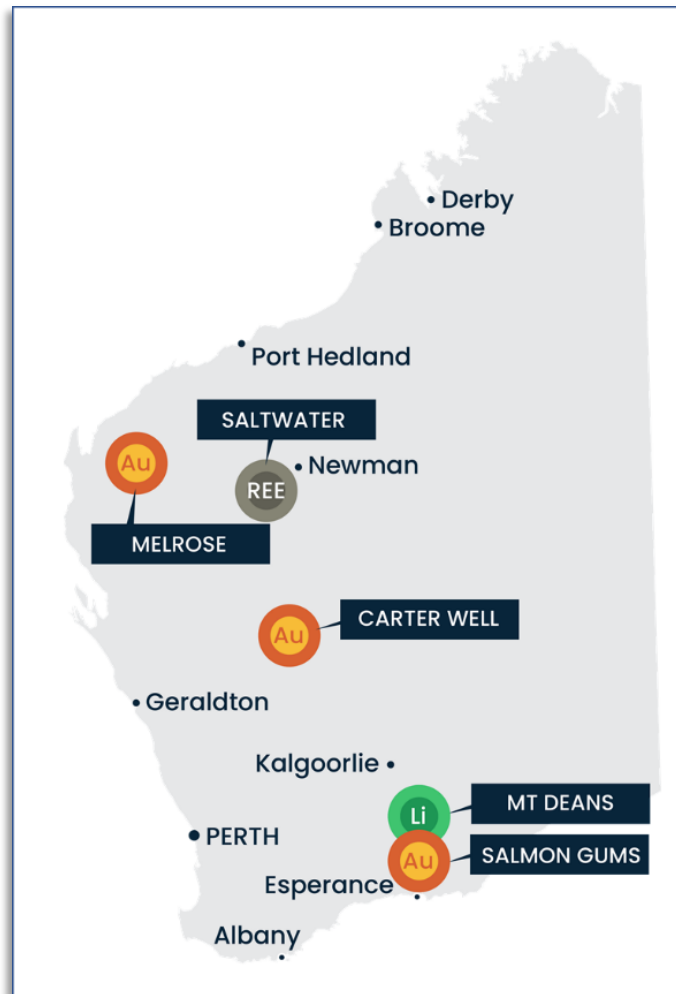 Derby
Broome
Port Hedland
SALTWATER
Au
Newman
REE
MELROSE
CARTER WELL
Au
Geraldton
Kalgoorlie
MT DEANS
Li
PERTH
SALMON GUMS
Au
Esperance
Albany